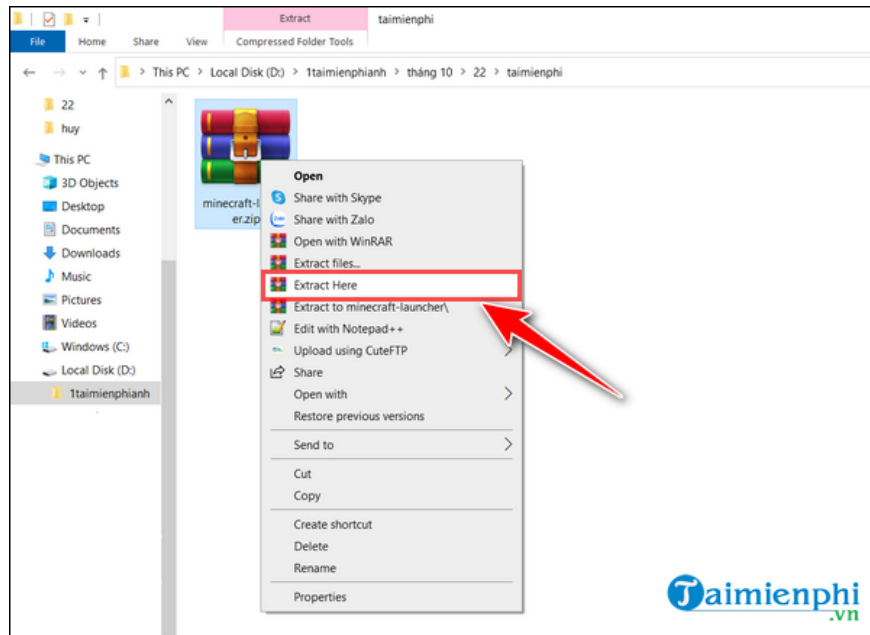 Extract
taimienphi
File
Home
Share
View
Compressed Folder Tools
This PC > Local Disk (D:) > 1taimienphianh > tháng 10 > 22 > taimienphi
22
huy
This PC
3D Objects
Desktop
Documents
Downloads
Music
Pictures
Videos
Windows (C:)
Local Disk (D:)
1taimienphianh
minecraft-l
er.zip
Open
Share with Skype
Share with Zalo
Open with WinRAR
Extract files...
Extract Here
Extract to minecraft-launcher\
Edit with Notepad++
Upload using CuteFTP
Share
Open with
Restore previous versions
Send to
Cut
Copy
Create shortcut
Delete
Rename
Properties
Taimienphi
.vn